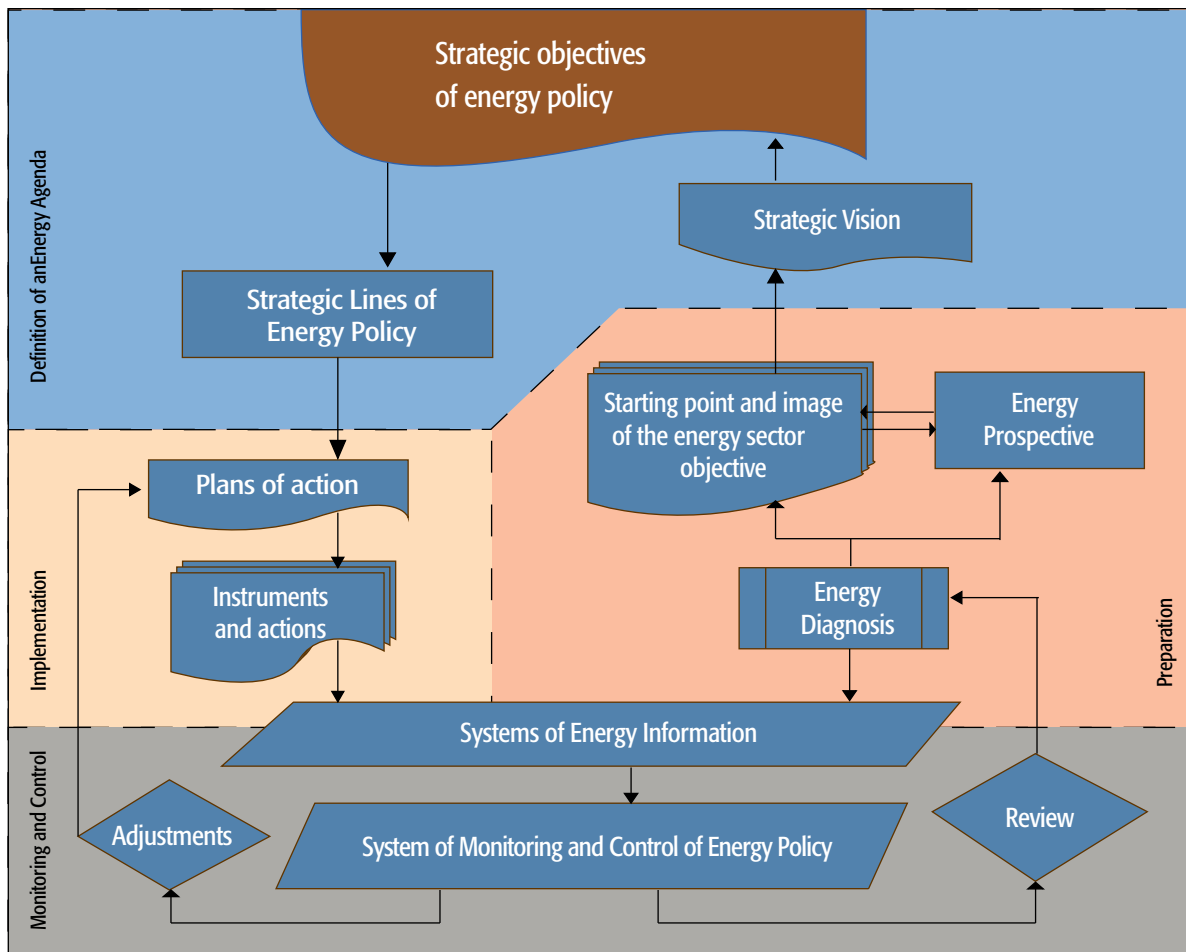 Strategic objectives
of energy policy
Strategic Vision
Definition of anEnergy Agenda
Strategic Lines of
Energy Policy
Starting point and image
of the energy sector
objective
Energy
Prospective
Plans of action
Instruments
and actions
Implementation
Energy
Diagnosis
Preparation
Systems of Energy Information
Monitoring and Control
Adjustments
System of Monitoring and Control of Energy Policy
Review